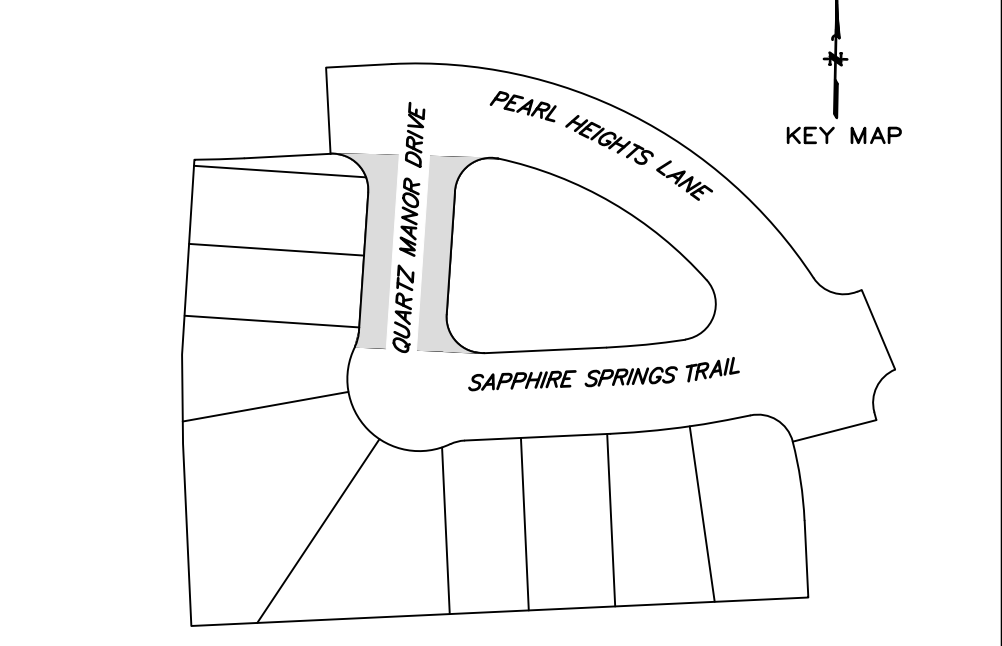 N
KEY MAP
PEARL HEIGHTS LANE
QUARTZ MANOR DRIVE
SAPPHIRE SPRINGS TRAIL